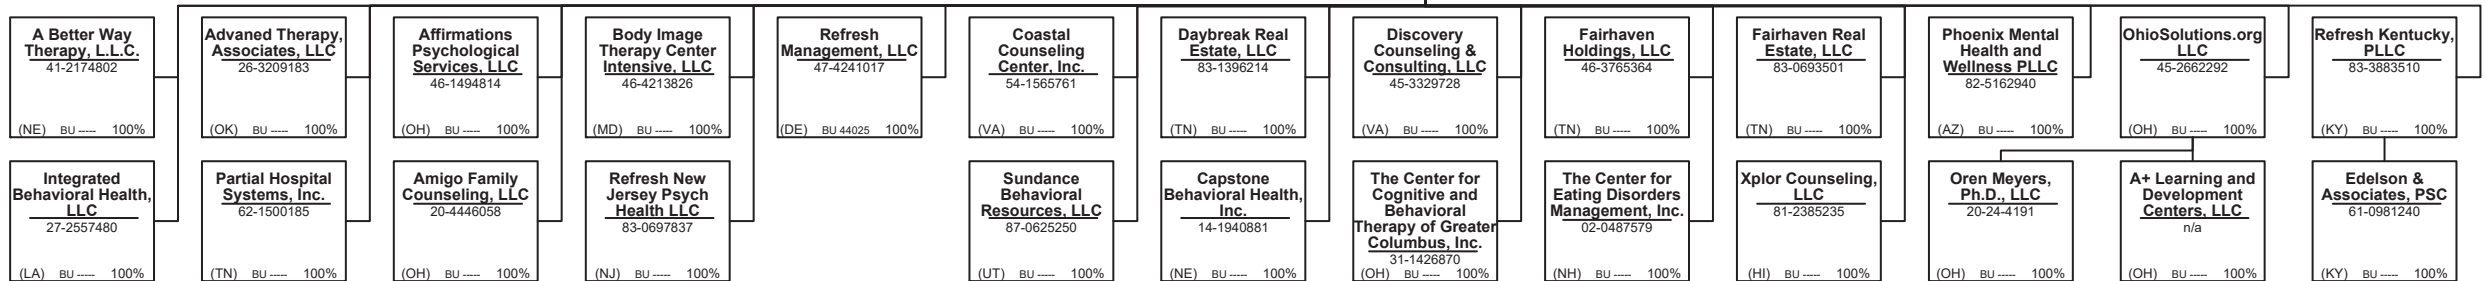 A Better Way
Therapy, L.L.C.
41-2174802
(NE) BU ----- 100%
Advaned Therapy,
Associates, LLC
26-3209183
(OK) BU ----- 100%
Affirmations
Psychological
Services, LLC
46-1494814
(OH) BU ----- 100%
Body Image
Therapy Center
Intensive, LLC
46-4213826
(MD) BU ----- 100%
Refresh
Management, LLC
47-4241017
(DE) BU 44025 100%
Coastal
Counseling
Center, Inc.
54-1565761
(VA) BU ----- 100%
Daybreak Real
Estate, LLC
83-1396214
(TN) BU ----- 100%
Discovery
Counseling &
Consulting, LLC
45-3329728
(VA) BU ----- 100%
Fairhaven
Holdings, LLC
46-3765364
(TN) BU ----- 100%
Fairhaven Real
Estate, LLC
83-0693501
(TN) BU ----- 100%
Phoenix Mental
Health and
Wellness PLLC
82-5162940
(AZ) BU ----- 100%
OhioSolutions.org
LLC
45-2662292
(OH) BU ----- 100%
Refresh Kentucky,
PLLC
83-3883510
(KY) BU ----- 100%
Integrated
Behavioral Health,
LLC
27-2557480
(LA) BU ----- 100%
Partial Hospital
Systems, Inc.
62-1500185
(TN) BU ----- 100%
Amigo Family
Counseling, LLC
20-4446058
(OH) BU ----- 100%
Refresh New
Jersey Psych
Health LLC
83-0697837
(NJ) BU ----- 100%
Sundance
Behavioral
Resources, LLC
87-0625250
(UT) BU ----- 100%
Capstone
Behavioral Health,
Inc.
14-1940881
(NE) BU ----- 100%
The Center for
Cognitive and
Behavioral
Therapy of Greater
Columbus, Inc.
31-1426870
(OH) BU ----- 100%
The Center for
Eating Disorders
Management, Inc.
02-0487579
(NH) BU ----- 100%
Xplor Counseling,
LLC
81-2385235
(HI) BU ----- 100%
Oren Meyers,
Ph.D., LLC
20-24-4191
(OH) BU ----- 100%
A+ Learning and
Development
Centers, LLC
n/a
(OH) BU ----- 100%
Edelson &
Associates, PSC
61-0981240
(KY) BU ----- 100%